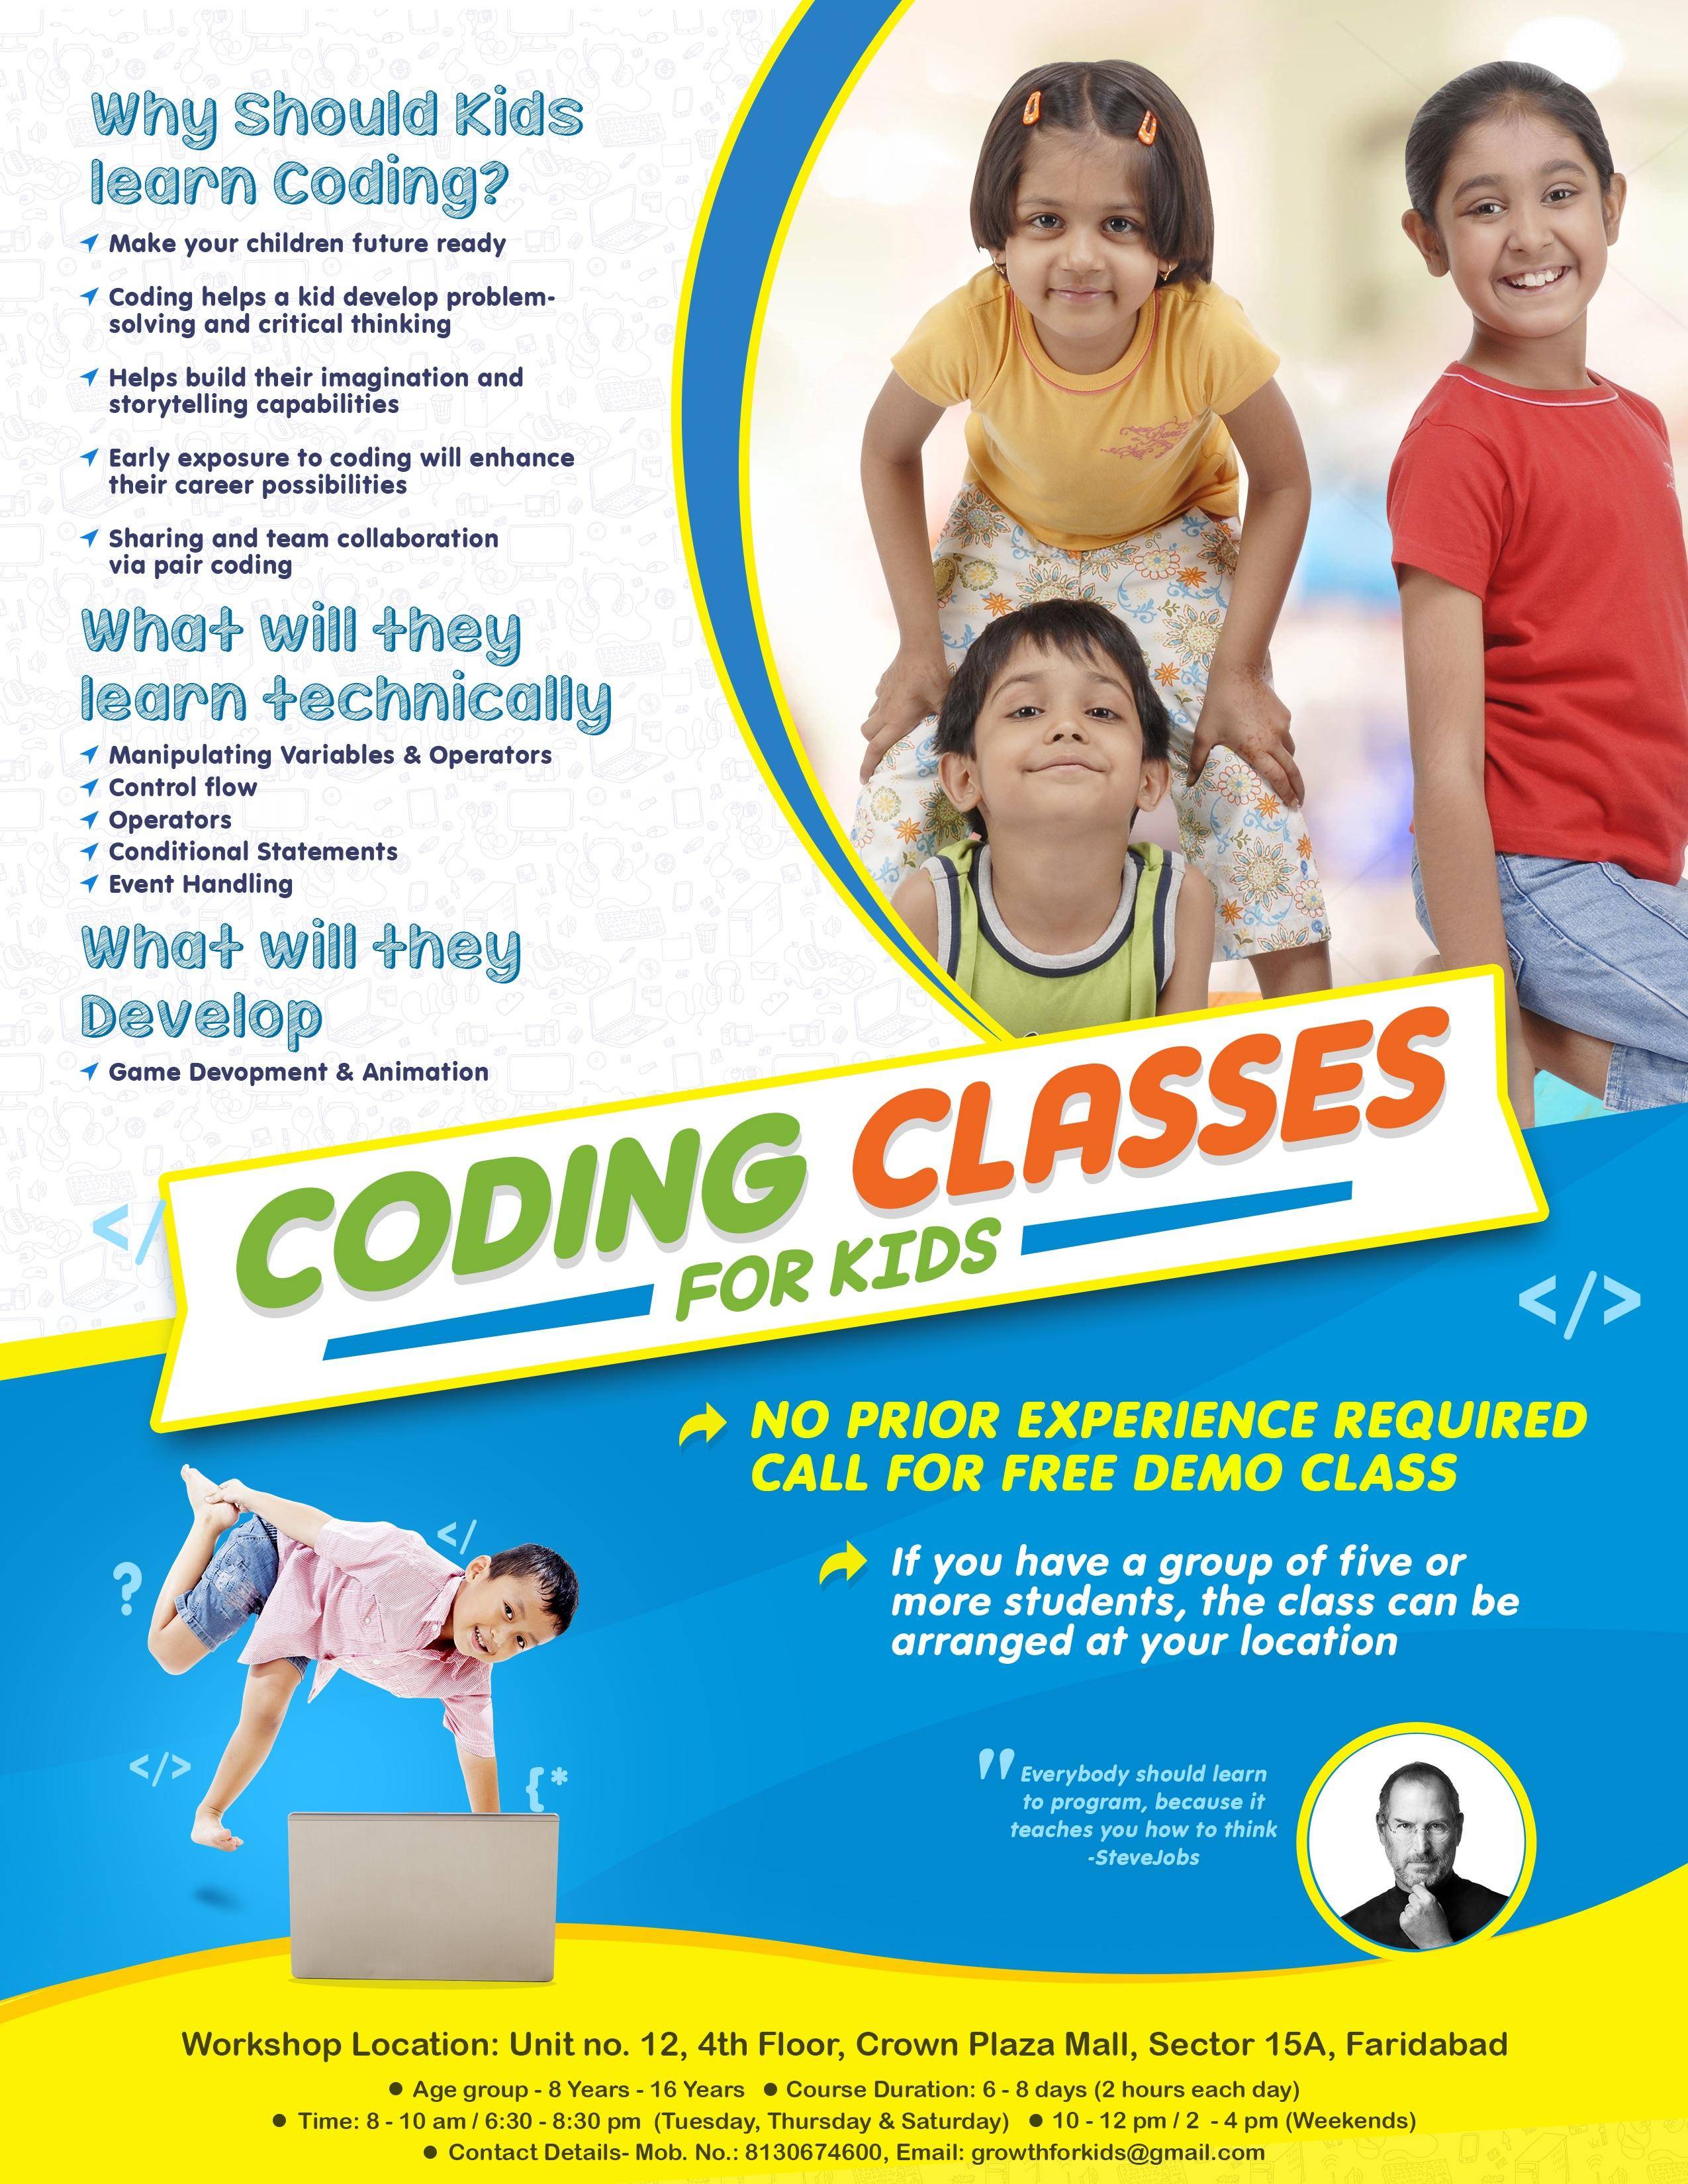 Why Should Kids
learn Coding?
Make your children future ready
Coding helps a kid develop problem-
solving and critical thinking
Helps build their imagination and
storytelling capabilities
Early exposure to coding will enhance
their career possibilities
Sharing and team collaboration
via pair coding
What will they
learn technically
Manipulating Variables & Operators
Control flow
Operators
Conditional Statements
Event Handling
What will they
Develop
Game Devopment & Animation
CODING CLASSES
FOR KIDS
</
</>
NO PRIOR EXPERIENCE REQUIRED
CALL FOR FREE DEMO CLASS
If you have a group of five or
more students, the class can be
arranged at your location
</
?
</>
{*
" Everybody should learn
to program, because it
teaches you how to think
-SteveJobs
Workshop Location: Unit no. 12, 4th Floor, Crown Plaza Mall, Sector 15A, Faridabad
● Age group - 8 Years - 16 Years ● Course Duration: 6 - 8 days (2 hours each day)
● Time: 8 - 10 am / 6:30 - 8:30 pm (Tuesday, Thursday & Saturday) ● 10 - 12 pm / 2 - 4 pm (Weekends)
● Contact Details- Mob. No.: 8130674600, Email: growthforkids@gmail.com